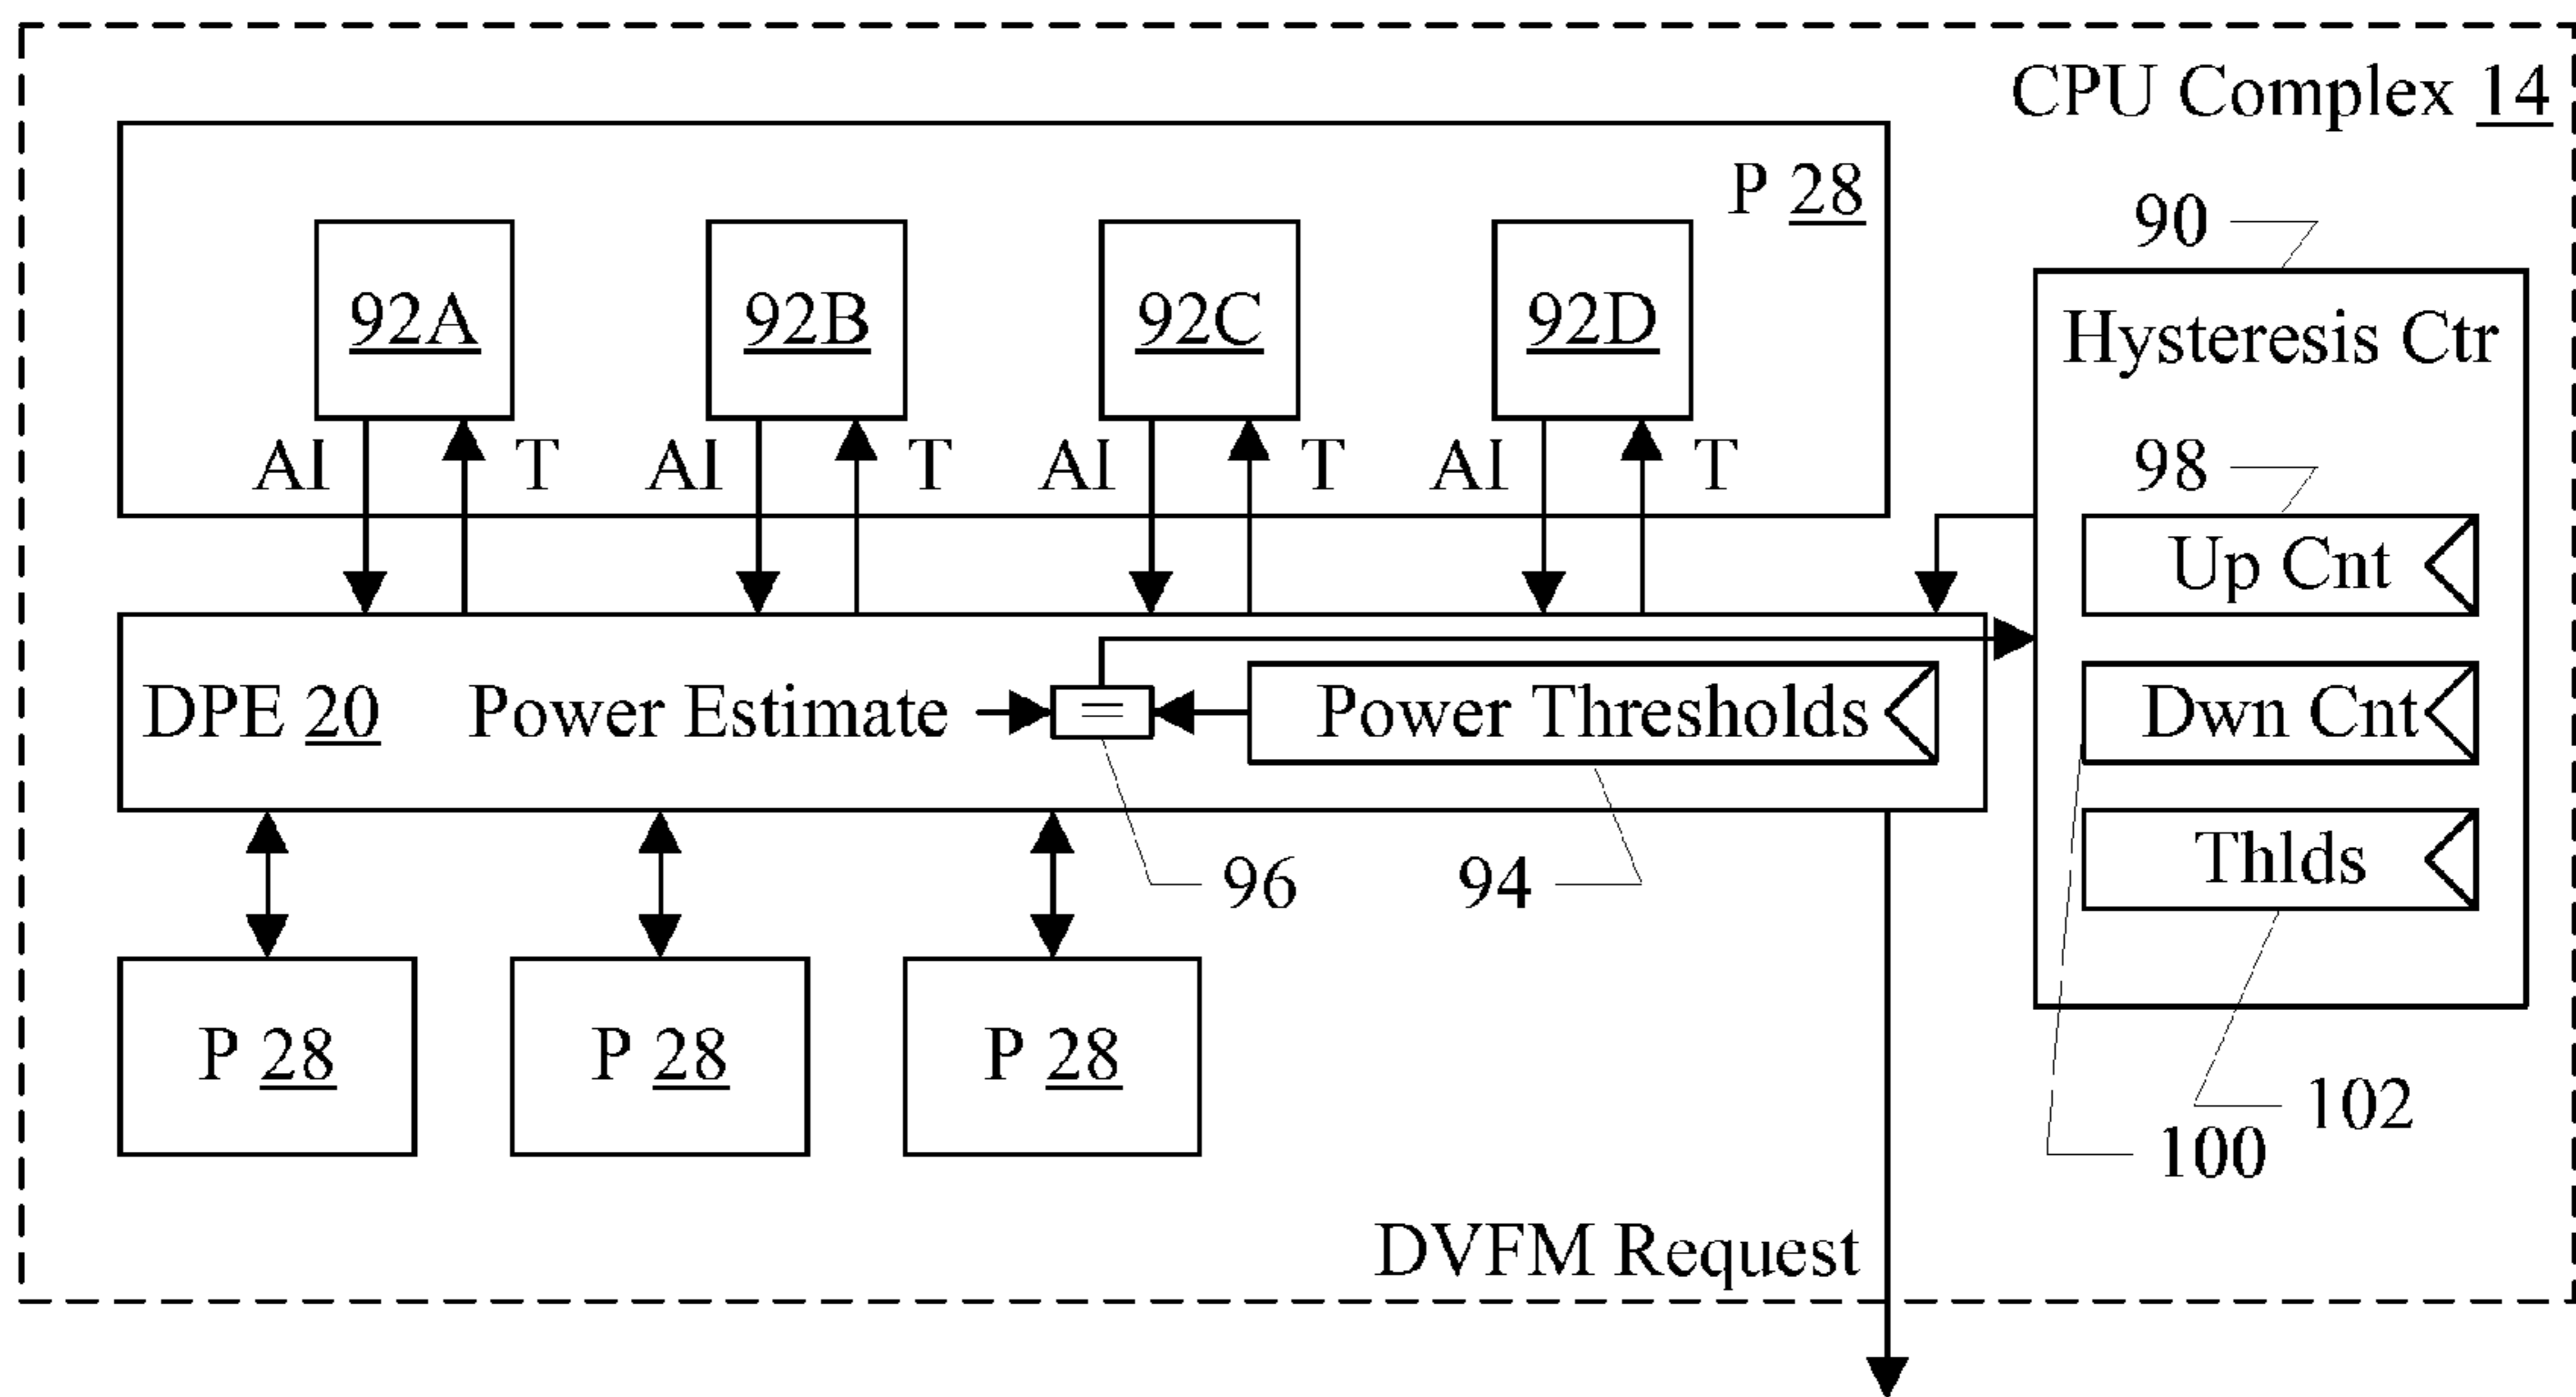 CPU Complex 14
P 28
90
92A 92B 92C 92D
Hysteresis Ctr
AI T AI T AI T AI T
98
Up Cnt
DPE 20 Power Estimate = Power Thresholds
Dwn Cnt
96 94
Thlds
P 28 P 28 P 28
102
100
DVFM Request